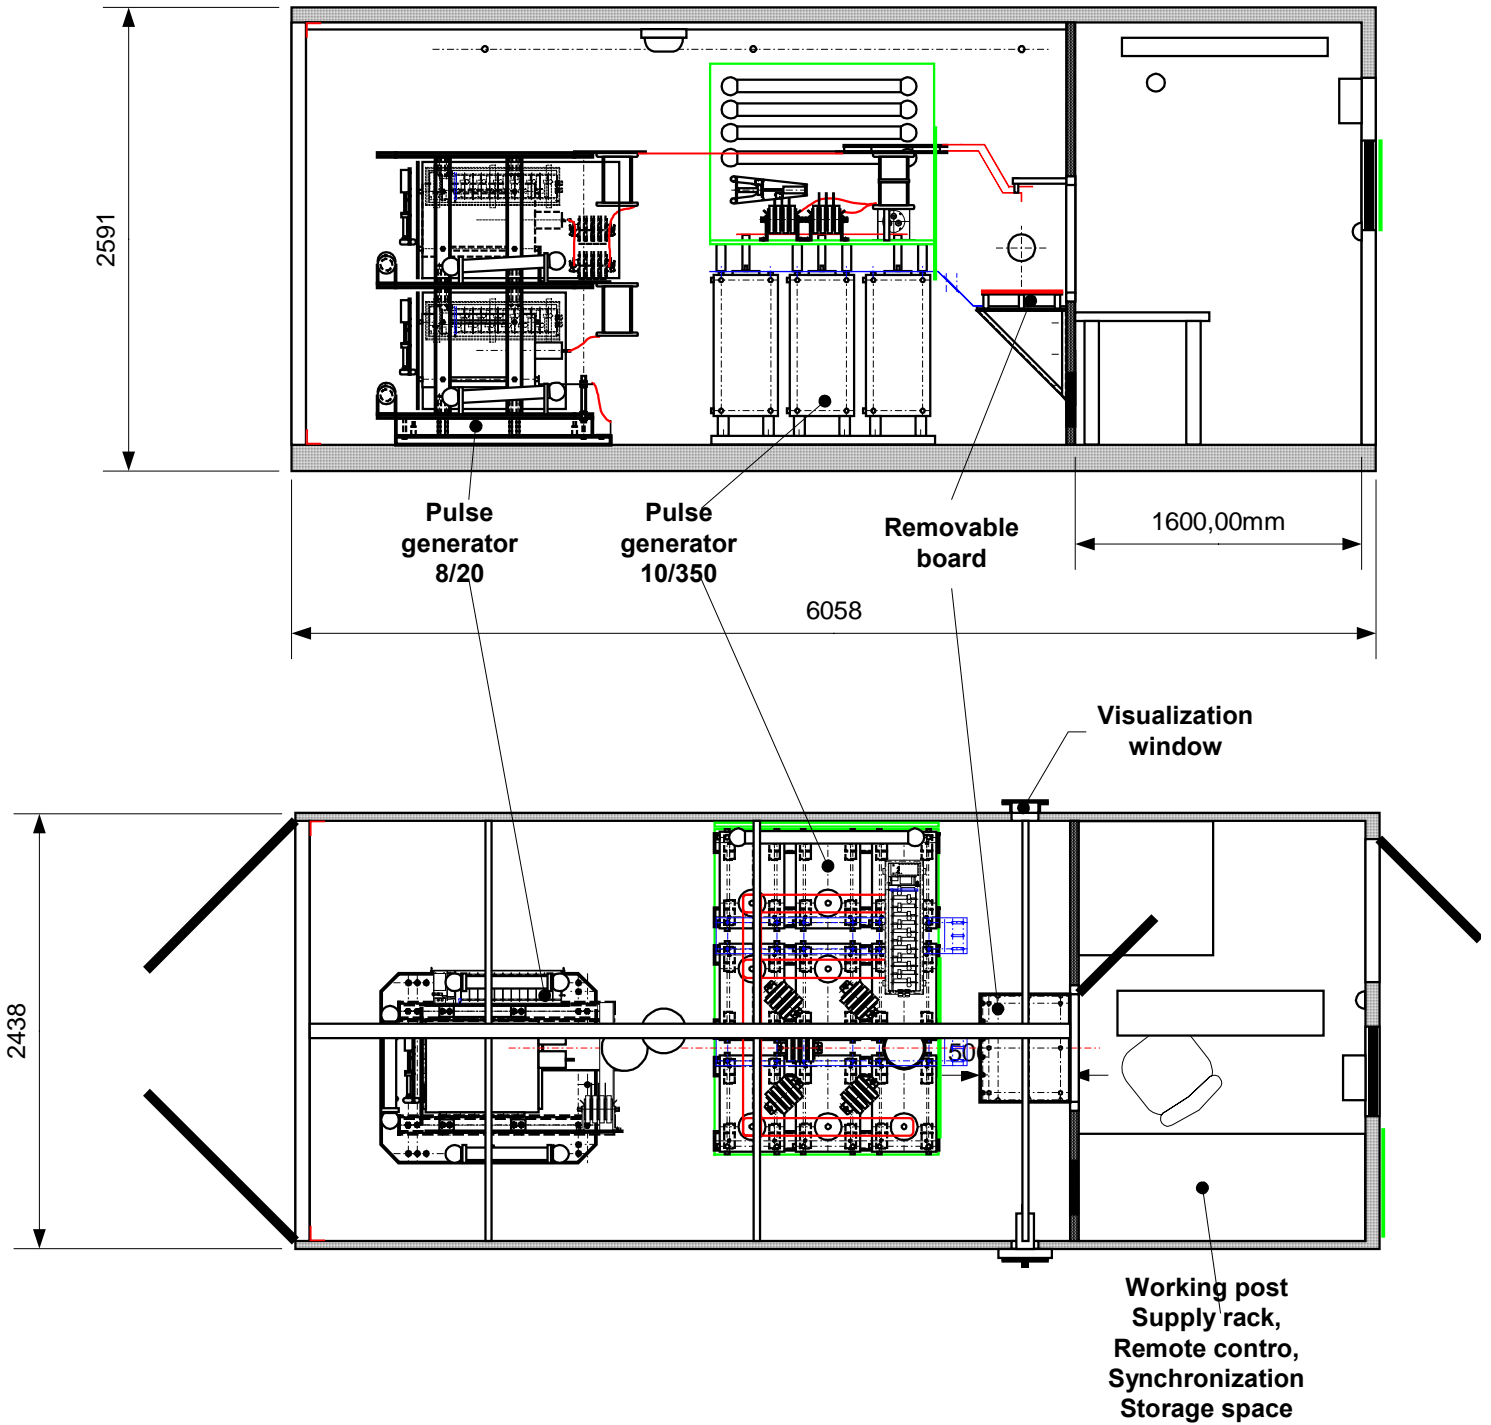 2591
Pulse
generator
8/20
Pulse
generator
10/350
Removable
board
1600,00mm
6058
Visualization
window
2438
50
Working post
Supply rack,
Remote contro,
Synchronization
Storage space